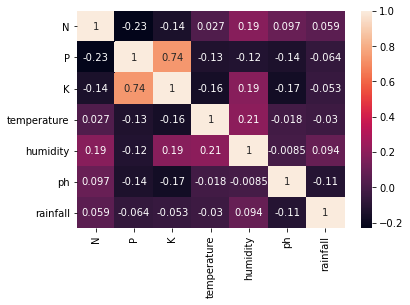 N 1 -0.23 -0.14 0.027 0.19 0.097 0.059
P -0.23 1 0.74 -0.13 -0.12 -0.14 -0.064
K -0.14 0.74 1 -0.16 0.19 -0.17 -0.053
temperature 0.027 -0.13 -0.16 1 0.21 -0.018 -0.03
humidity 0.19 -0.12 0.19 0.21 1 -0.0085 0.094
ph 0.097 -0.14 -0.17 -0.018 -0.0085 1 -0.11
rainfall 0.059 -0.064 -0.053 -0.03 0.094 -0.11 1
N P K temperature humidity ph rainfall
1.0
0.8
0.6
0.4
0.2
0.0
-0.2